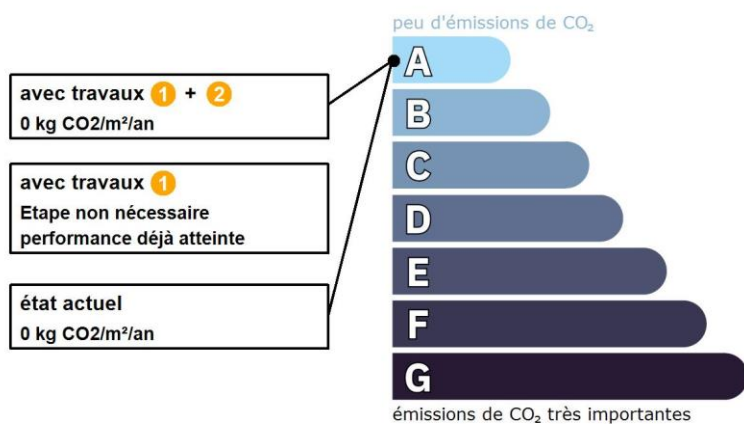 peu d'émissions de CO₂
avec travaux 1 + 2
0 kg CO2/m²/an
avec travaux 1
Etape non nécessaire
performance déjà atteinte
état actuel
0 kg CO2/m²/an
A
B
C
D
E
F
G
émissions de CO₂ très importantes